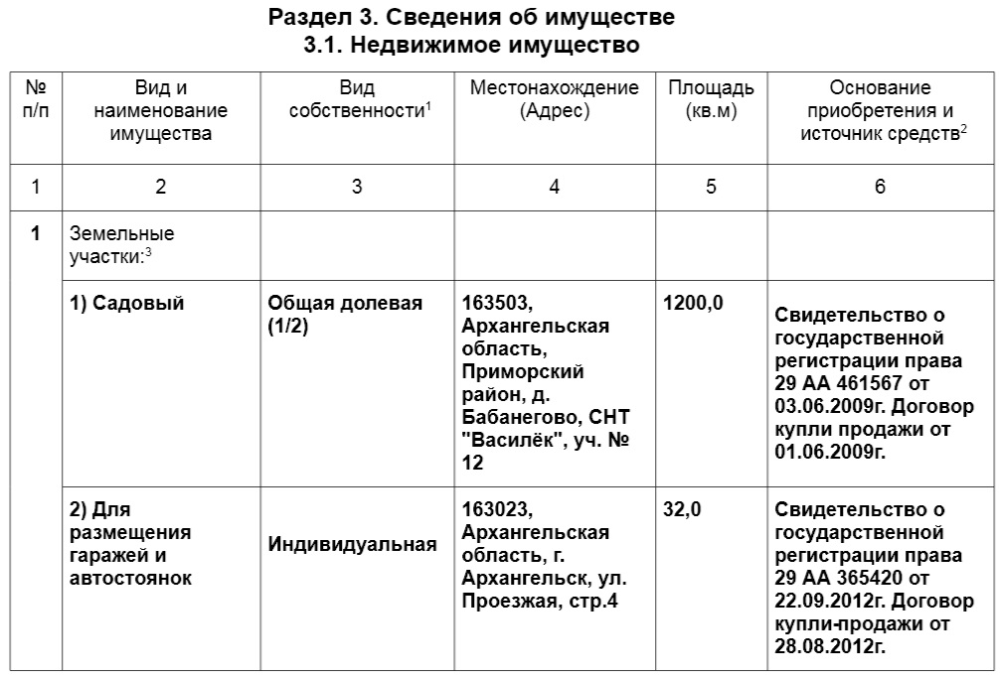 Раздел 3. Сведения об имуществе
3.1. Недвижимое имущество
№
п/п
Вид и
наименование
имущества
Вид
собственности1
Местонахождение
(Адрес)
Площадь
(кв.м)
Основание
приобретения и
источник средств2
1
2
3
4
5
6
1
Земельные
участки:3
1) Садовый
Общая долевая
(1/2)
163503,
Архангельская
область,
Приморский
район, д.
Бабанегово, СНТ
"Василёк", уч. №
12
1200,0
Свидетельство о
государственной
регистрации права
29 АА 461567 от
03.06.2009г. Договор
купли продажи от
01.06.2009г.
2) Для
размещения
гаражей и
автостоянок
Индивидуальная
163023,
Архангельская
область, г.
Архангельск, ул.
Проезжая, стр.4
32,0
Свидетельство о
государственной
регистрации права
29 АА 365420 от
22.09.2012г. Договор
купли-продажи от
28.08.2012г.